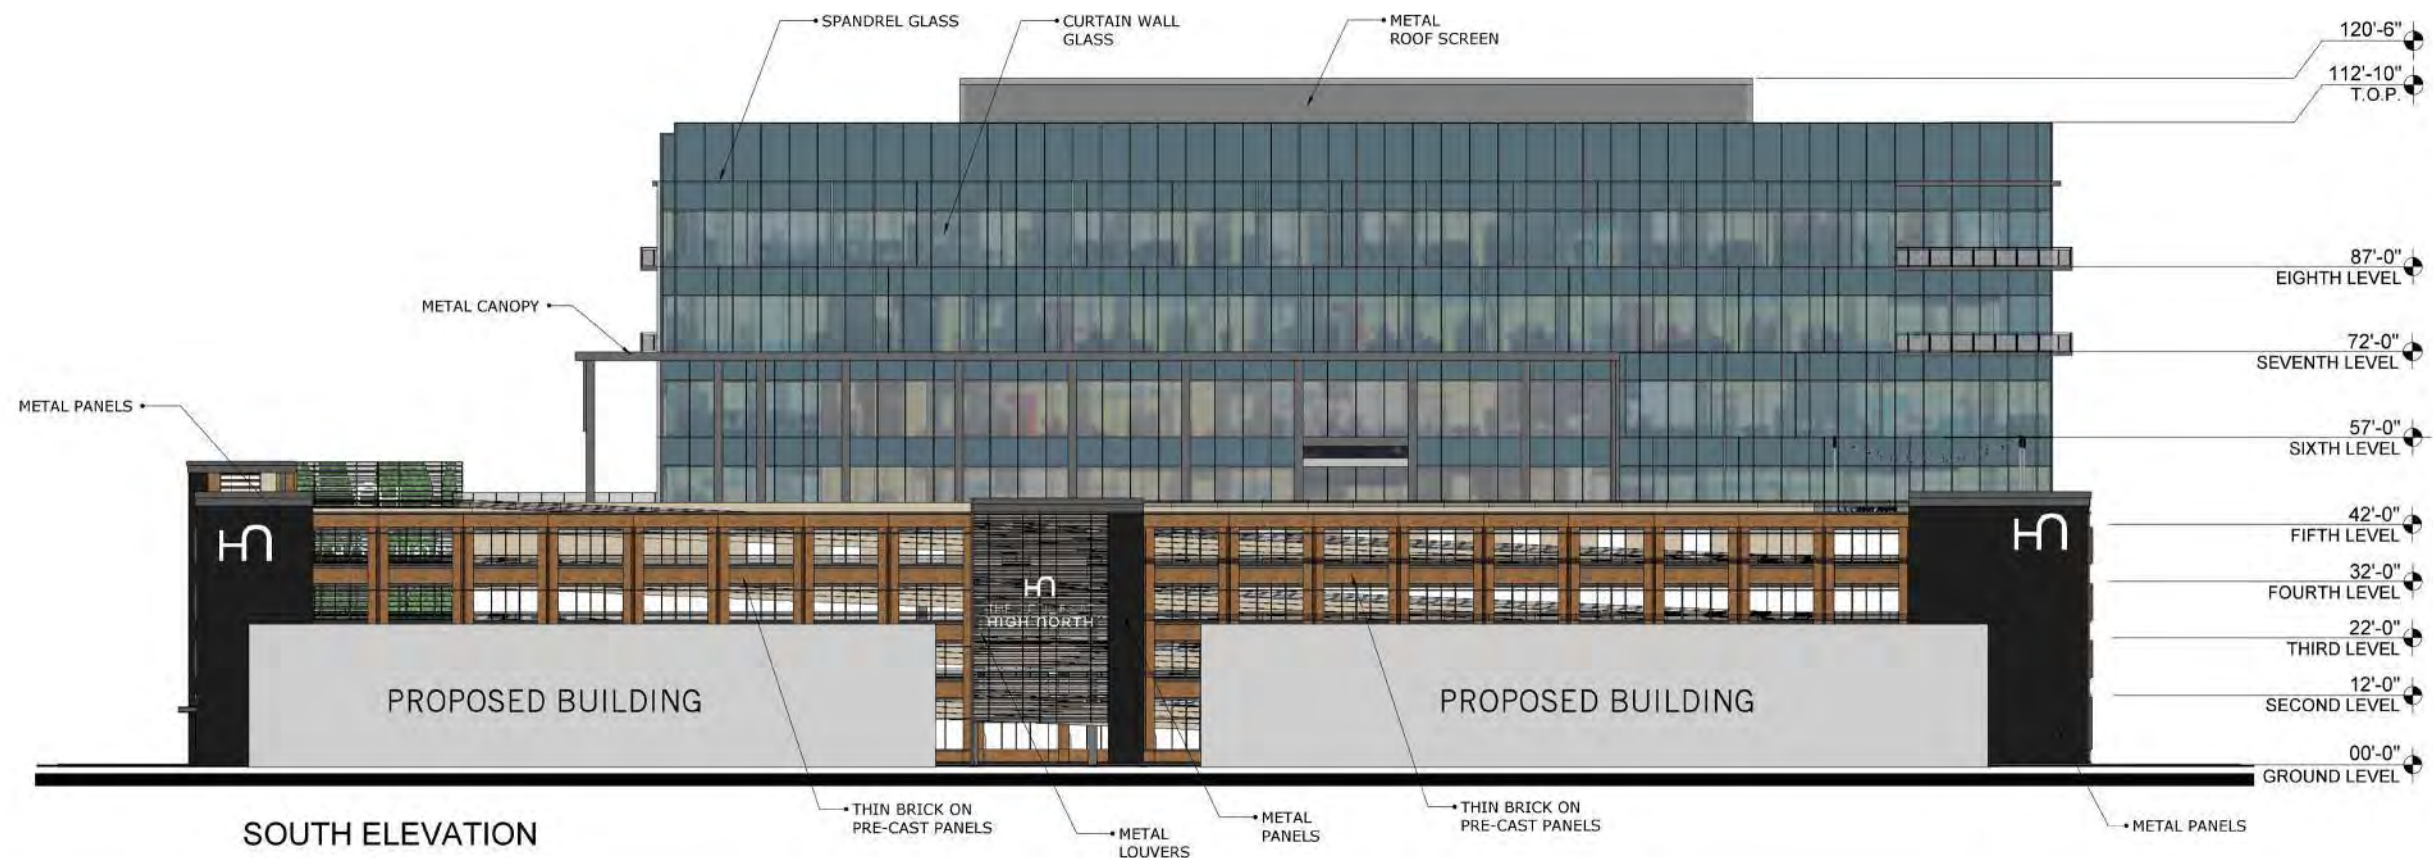 SPANDREL GLASS
CURTAIN WALL
GLASS
METAL
ROOF SCREEN
120'-6"
112'-10"
T.O.P.
87'-0"
EIGHTH LEVEL
METAL CANOPY
72'-0"
SEVENTH LEVEL
METAL PANELS
57'-0"
SIXTH LEVEL
42'-0"
FIFTH LEVEL
32'-0"
FOURTH LEVEL
THE
HIGH NORTH
22'-0"
THIRD LEVEL
PROPOSED BUILDING
PROPOSED BUILDING
12'-0"
SECOND LEVEL
00'-0"
GROUND LEVEL
THIN BRICK ON
PRE-CAST PANELS
METAL
LOUVERS
METAL
PANELS
THIN BRICK ON
PRE-CAST PANELS
METAL PANELS
SOUTH ELEVATION